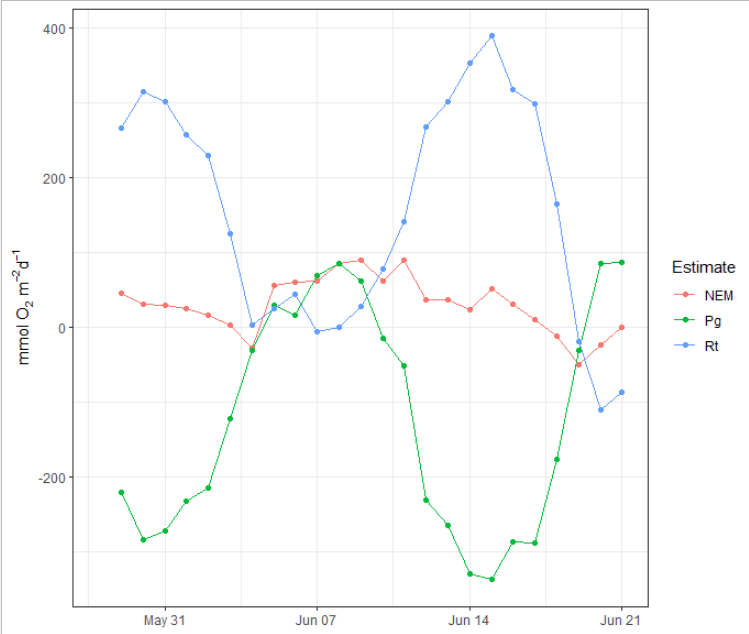 400
200
0
-200
mmol O₂ m⁻²d⁻¹
May 31
Jun 07
Jun 14
Jun 21
Estimate
NEM
Pg
Rt